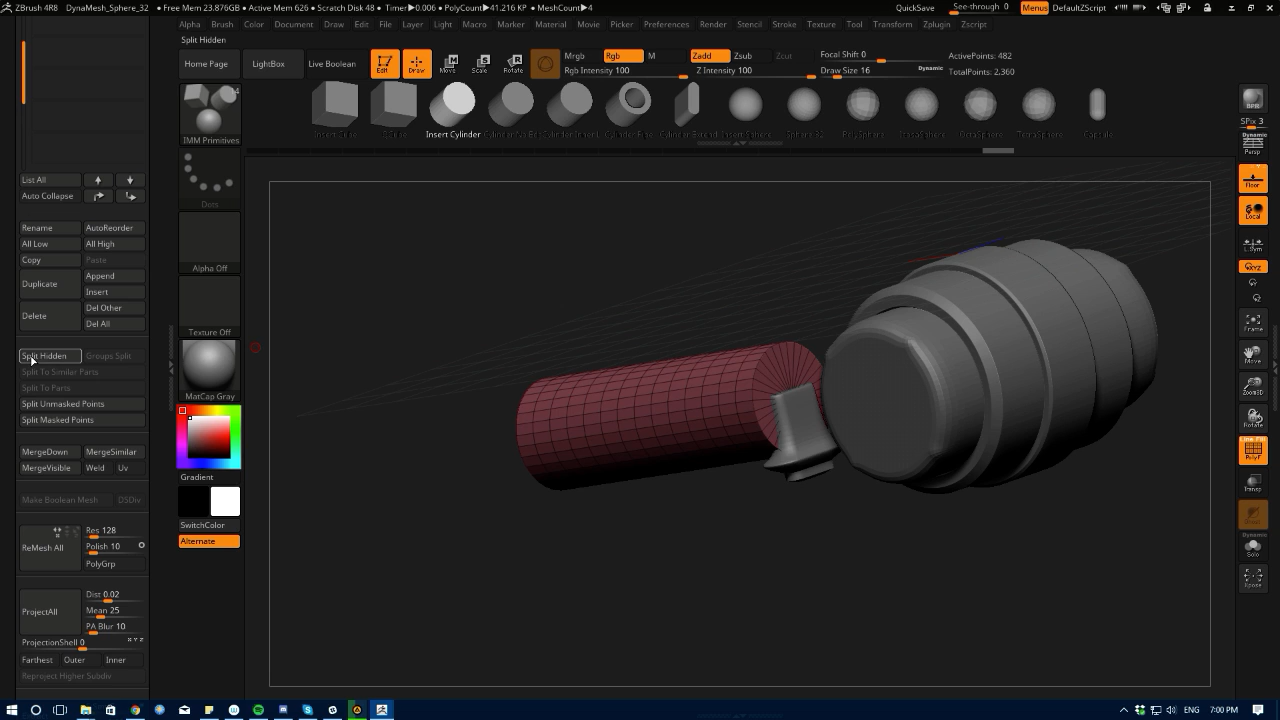 ZBrush 4R8 DynaMesh_Sphere_32 • Free Mem 23.876GB • Active Mem 626 • Scratch Disk 48 • Timer▶0.006 • PolyCount▶41.216 KP • MeshCount▶4 QuickSave See-through 0 Menus DefaultZScript
Alpha Brush Color Document Draw Edit File Layer Light Macro Marker Material Movie Picker Preferences Render Stencil Stroke Texture Tool Transform Zplugin Zscript
Split Hidden
Home Page LightBox Live Boolean Edit Draw Move Scale Rotate
Mrgb Rgb M Zadd Zsub Zcut
Rgb Intensity 100 Z Intensity 100
Focal Shift 0
Draw Size 16 Dynamic
ActivePoints: 482
TotalPoints: 2,360
14
IMM Primitives
Insert Cylinder
Capsule
Dots
Alpha Off
Texture Off
MatCap Gray
Gradient
SwitchColor
Alternate
List All
Auto Collapse
Rename AutoReorder
All Low All High
Copy Paste
Duplicate Append
Insert
Delete Del Other
Del All
Split Hidden Groups Split
Split To Similar Parts
Split To Parts
Split Unmasked Points
Split Masked Points
MergeDown MergeSimilar
MergeVisible Weld Uv
Make Boolean Mesh DSDiv
ReMesh All Res 128
Polish 10
PolyGrp
ProjectAll Dist 0.02
Mean 25
PA Blur 10
ProjectionShell 0 X Y Z
Farthest Outer Inner
Reproject Higher Subdiv
BPR
SPix 3
Dynamic
Persp
Floor
Local
L.Sym
XYZ
Frame
Move
Zoom3D
Rotate
Line Fill
PolyF
Transp
Dynamic
Solo
Xpose
ENG 7:00 PM